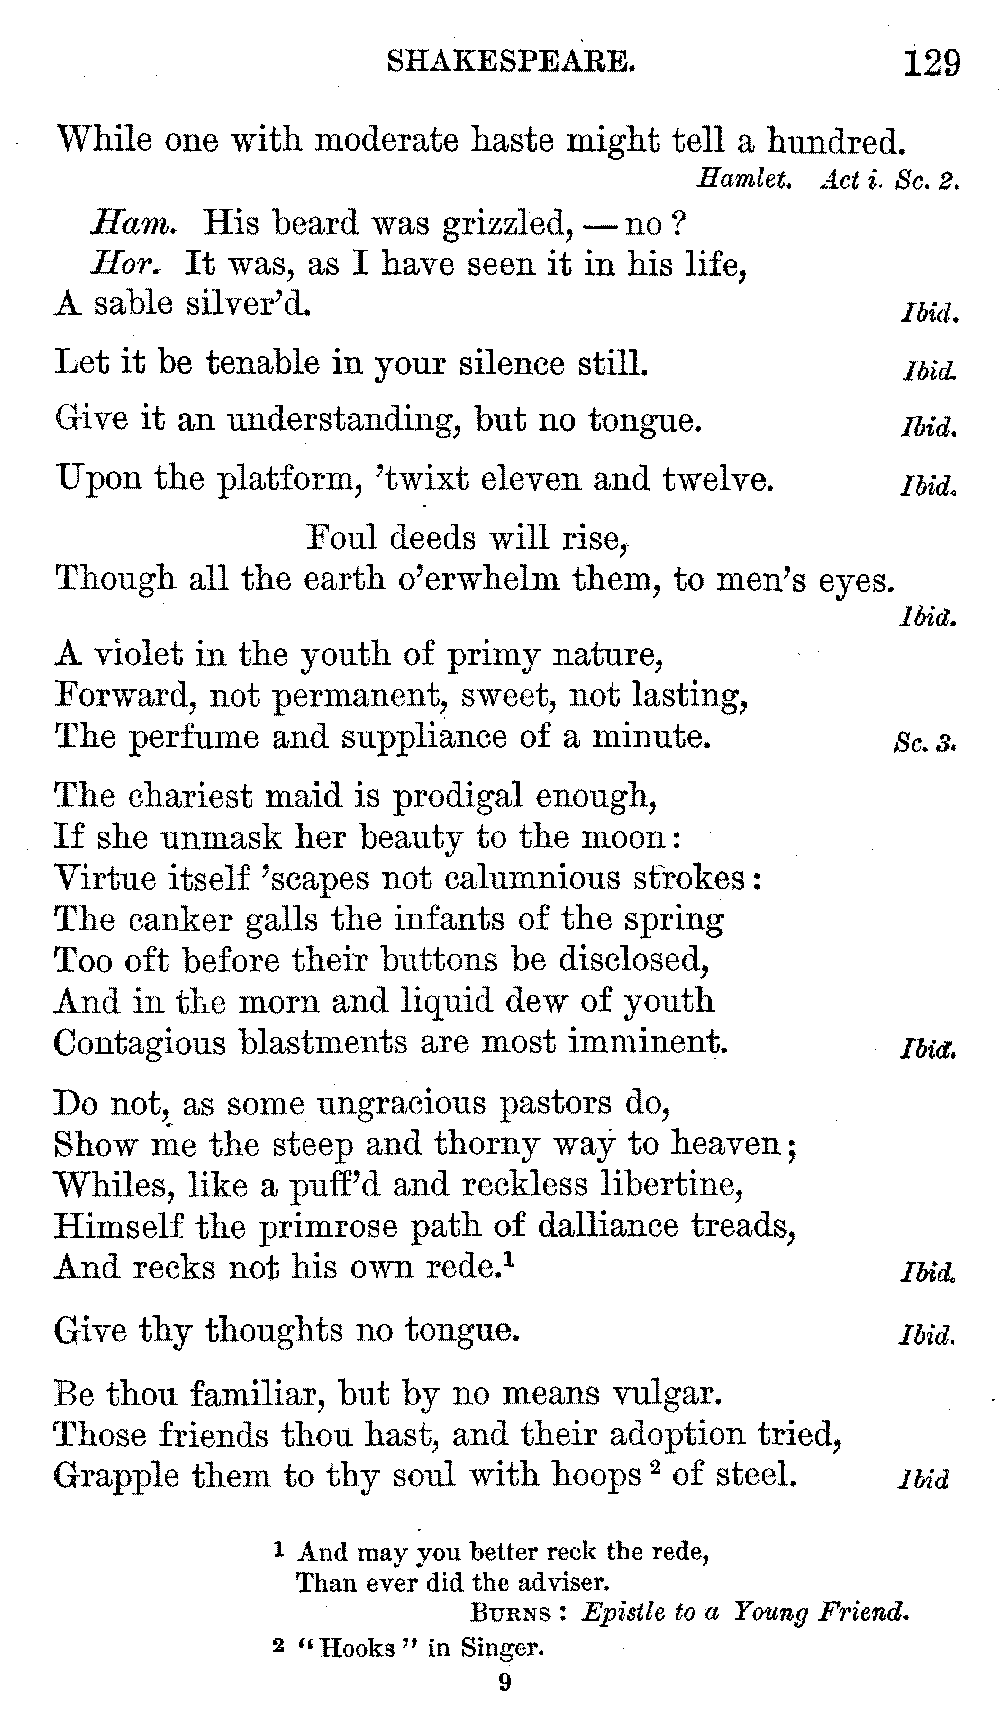 SHAKESPEARE. 129
While one with moderate haste might tell a hundred.
Hamlet. Act i. Sc. 2.
Ham. His beard was grizzled, — no ?
Hor. It was, as I have seen it in his life,
A sable silver’d. Ibid.
Let it be tenable in your silence still. Ibid.
Give it an understanding, but no tongue. Ibid.
Upon the platform, ’twixt eleven and twelve. Ibid.
Foul deeds will rise,
Though all the earth o’erwhelm them, to men’s eyes.
Ibid.
A violet in the youth of primy nature,
Forward, not permanent, sweet, not lasting,
The perfume and suppliance of a minute. Sc. 3.
The chariest maid is prodigal enough,
If she unmask her beauty to the moon :
Virtue itself ’scapes not calumnious strokes :
The canker galls the infants of the spring
Too oft before their buttons be disclosed,
And in the morn and liquid dew of youth
Contagious blastments are most imminent. Ibid.
Do not, as some ungracious pastors do,
Show me the steep and thorny way to heaven ;
Whiles, like a puff’d and reckless libertine,
Himself the primrose path of dalliance treads,
And recks not his own rede.¹ Ibid.
Give thy thoughts no tongue. Ibid.
Be thou familiar, but by no means vulgar.
Those friends thou hast, and their adoption tried,
Grapple them to thy soul with hoops ² of steel. Ibid
¹ And may you better reck the rede,
Than ever did the adviser.
BURNS : Epistle to a Young Friend.
² “ Hooks ” in Singer.
9